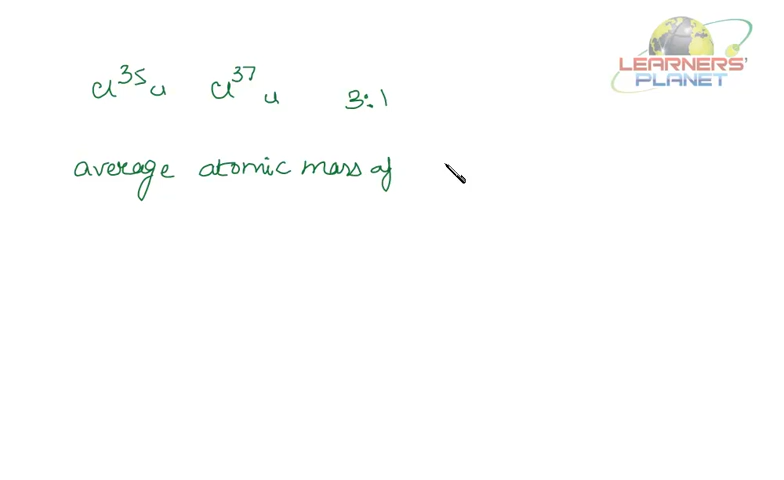 Cl³⁵u Cl³⁷u 3:1
average atomic mass of
LEARNERS'
PLANET